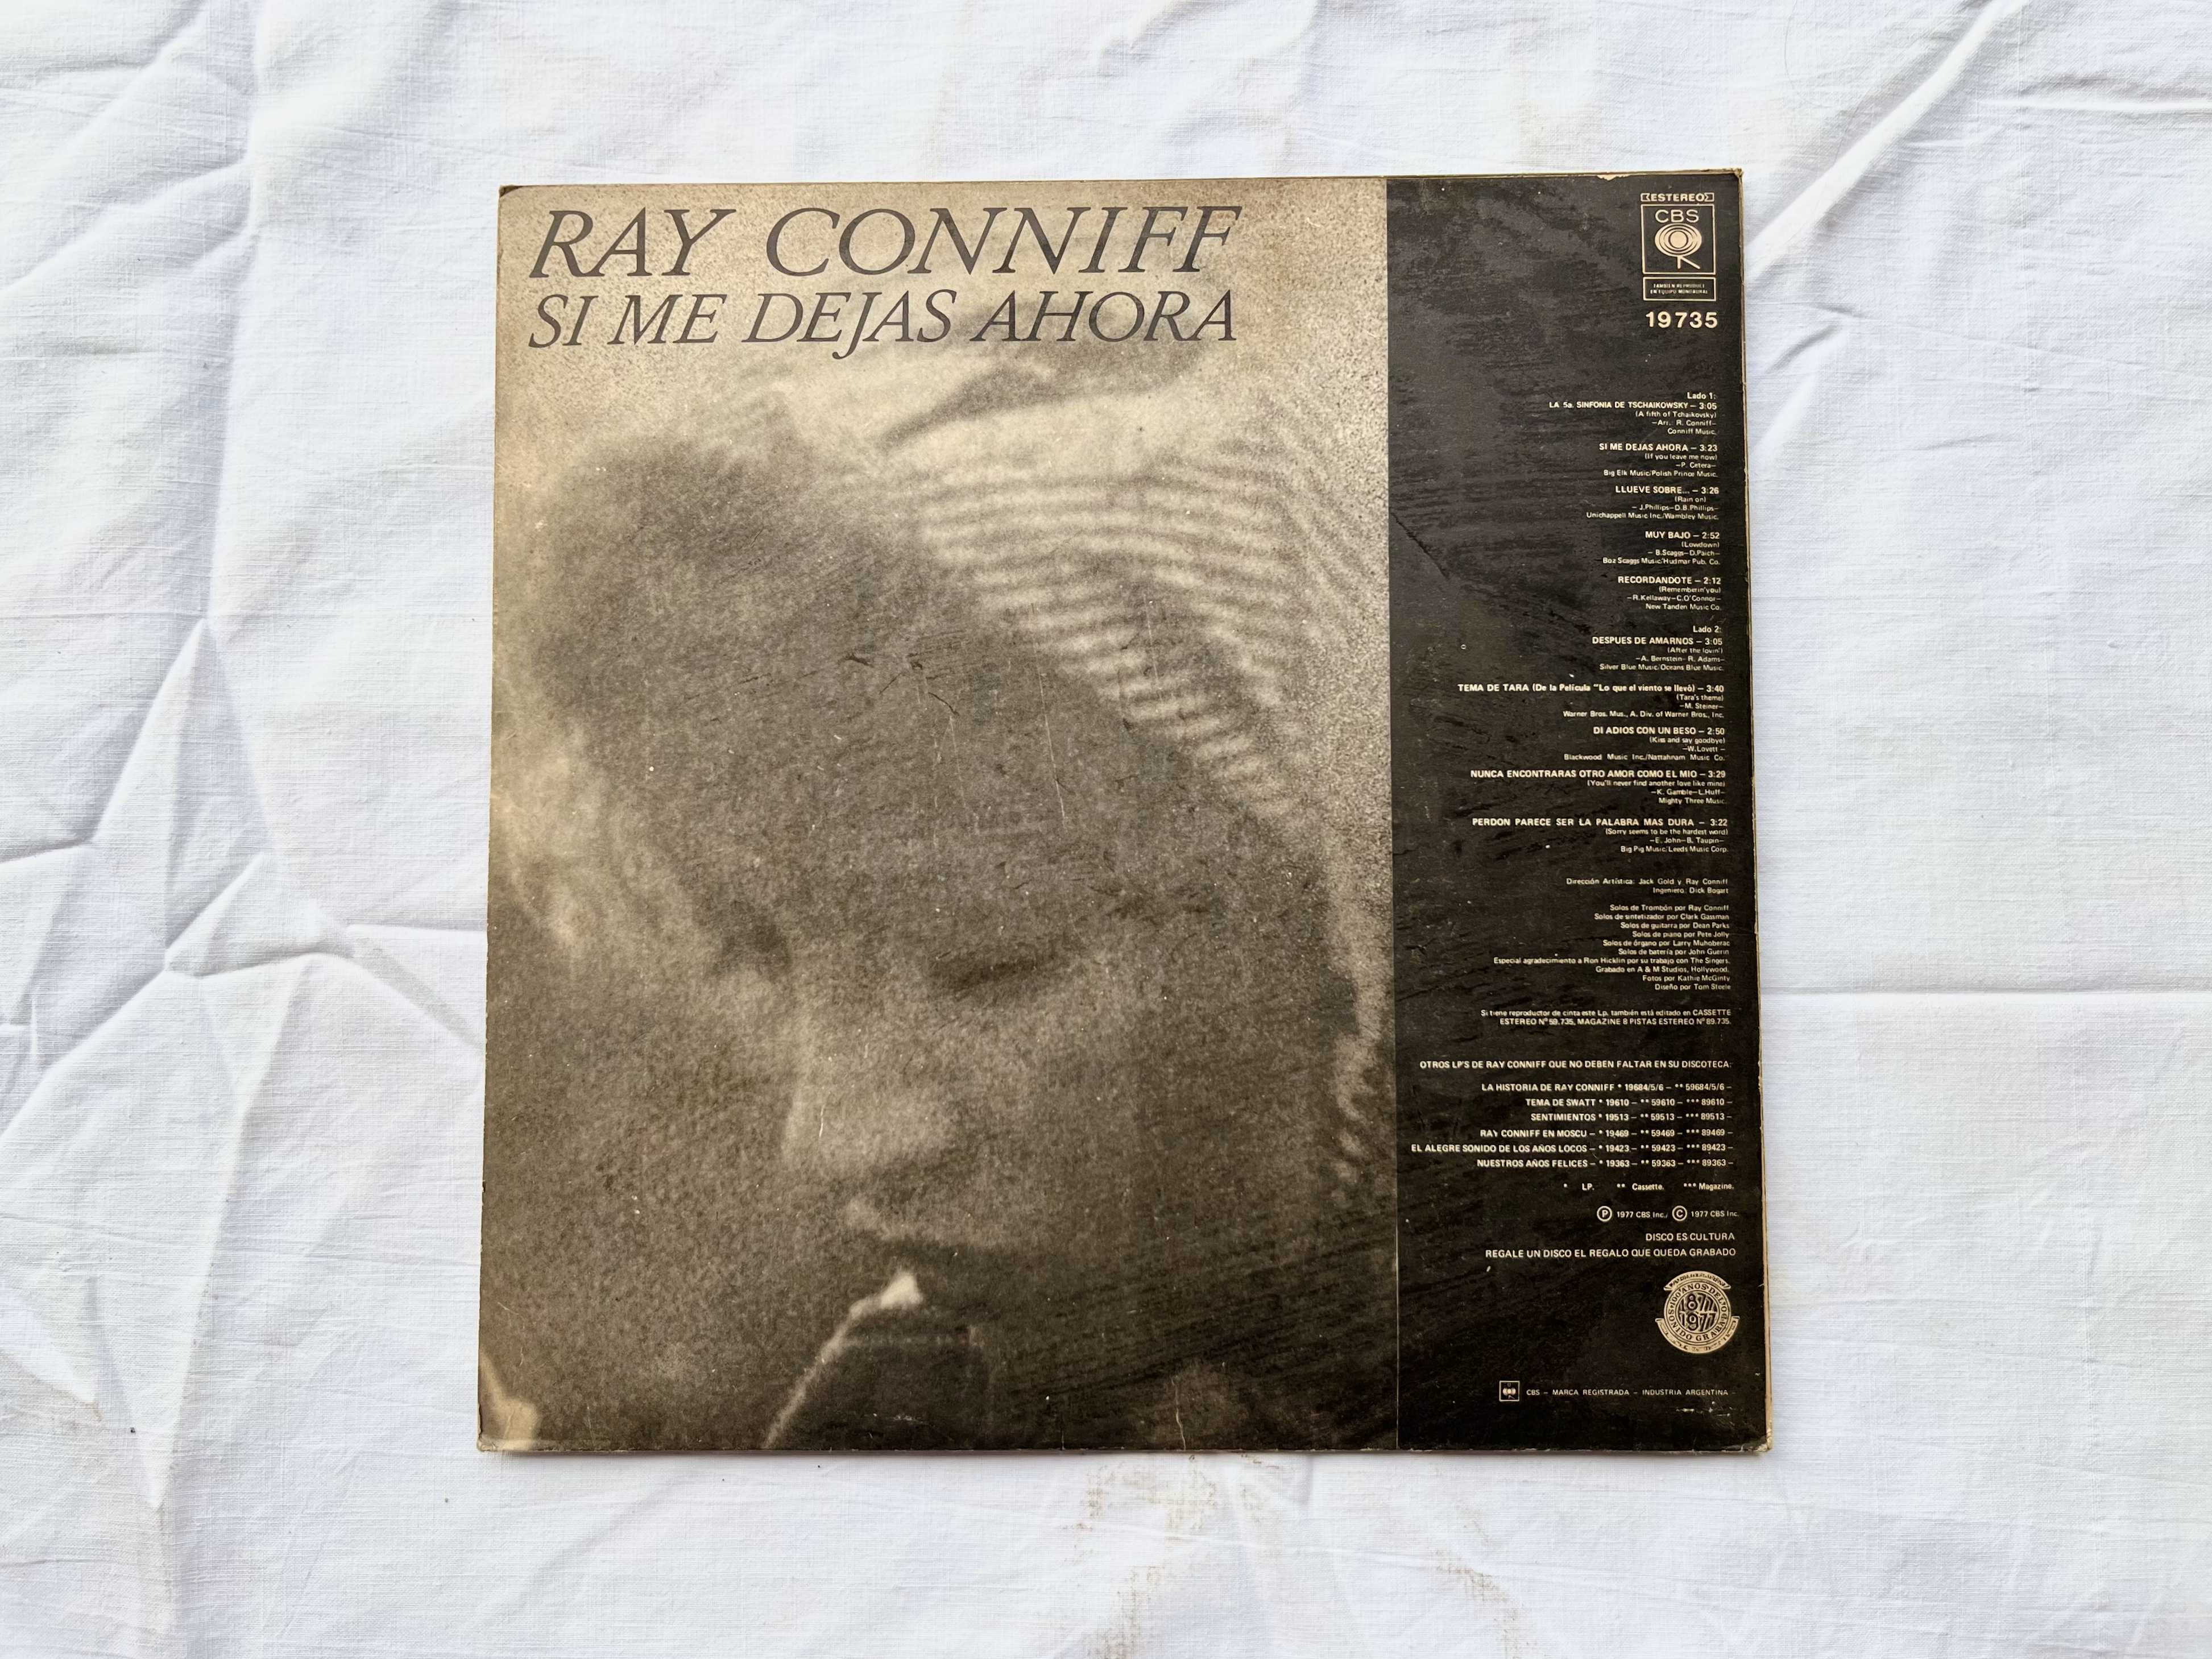 RAY CONNIFF
SI ME DEJAS AHORA
ESTEREO
CBS
TAMBIEN REPRODUCE
EN EQUIPO MONOAURAL
19735
Lado 1:
LA 5a. SINFONIA DE TSCHAIKOWSKY – 3:05
(A fifth of Tchaikovsky)
–Arr. R. Conniff–
Conniff Music.
SI ME DEJAS AHORA – 3:23
(If you leave me now)
–P. Cetera–
Big Elk Music/Polish Prince Music.
LLUEVE SOBRE... – 3:26
(Rain on)
– J.Phillips–D.B.Phillips–
Unichappell Music Inc./Wambley Music.
MUY BAJO – 2:52
(Lowdown)
– B.Scaggs–D.Paich–
Boz Scaggs Music/Hudmar Pub. Co.
RECORDANDOTE – 2:12
(Rememberin'you)
–R.Kellaway–C.O'Connor–
New Tanden Music Co.
Lado 2:
DESPUES DE AMARNOS – 3:05
(After the lovin')
–A. Bernstein– R. Adams–
Silver Blue Music/Oceans Blue Music.
TEMA DE TARA (De la Película "Lo que el viento se llevó) – 3:40
(Tara's theme)
–M. Steiner–
Warner Bros. Mus., A. Div. of Warner Bros., Inc.
DI ADIOS CON UN BESO – 2:50
(Kiss and say goodbye)
–W.Lovett –
Blackwood Music Inc./Nattahnam Music Co.
NUNCA ENCONTRARAS OTRO AMOR COMO EL MIO – 3:29
(You'll never find another love like mine)
–K. Gamble–L.Huff–
Mighty Three Music.
PERDON PARECE SER LA PALABRA MAS DURA – 3:22
(Sorry seems to be the hardest word)
–E. John–B. Taupin–
Big Pig Music/Leeds Music Corp.
Dirección Artística: Jack Gold y Ray Conniff
Ingeniero: Dick Bogart
Solos de Trombón por Ray Conniff
Solos de sintetizador por Clark Gassman
Solos de guitarra por Dean Parks
Solos de piano por Pete Jolly
Solos de órgano por Larry Muhoberac
Solos de batería por John Guerin
Especial agradecimiento a Ron Hicklin por su trabajo con The Singers.
Grabado en A & M Studios, Hollywood.
Fotos por Kathie McGinty
Diseño por Tom Steele
Si tiene reproductor de cinta este Lp. también está editado en CASSETTE
ESTEREO Nº 59.735, MAGAZINE 8 PISTAS ESTEREO Nº 89.735.
OTROS LP'S DE RAY CONNIFF QUE NO DEBEN FALTAR EN SU DISCOTECA:
LA HISTORIA DE RAY CONNIFF * 19684/5/6 – ** 59684/5/6 –
TEMA DE SWATT * 19610 – ** 59610 – *** 89610 –
SENTIMIENTOS * 19513 – ** 59513 – *** 89513 –
RAY CONNIFF EN MOSCU – * 19469 – ** 59469 – *** 89469 –
EL ALEGRE SONIDO DE LOS AÑOS LOCOS – * 19423 – ** 59423 – *** 89423 –
NUESTROS AÑOS FELICES – * 19363 – ** 59363 – *** 89363 –
* LP. ** Cassette. *** Magazine.
Ⓟ 1977 CBS Inc./ Ⓒ 1977 CBS Inc.
DISCO ES CULTURA
REGALE UN DISCO EL REGALO QUE QUEDA GRABADO
100 AÑOS DEL SONIDO GRABADO
1877
1977
CBS – MARCA REGISTRADA – INDUSTRIA ARGENTINA